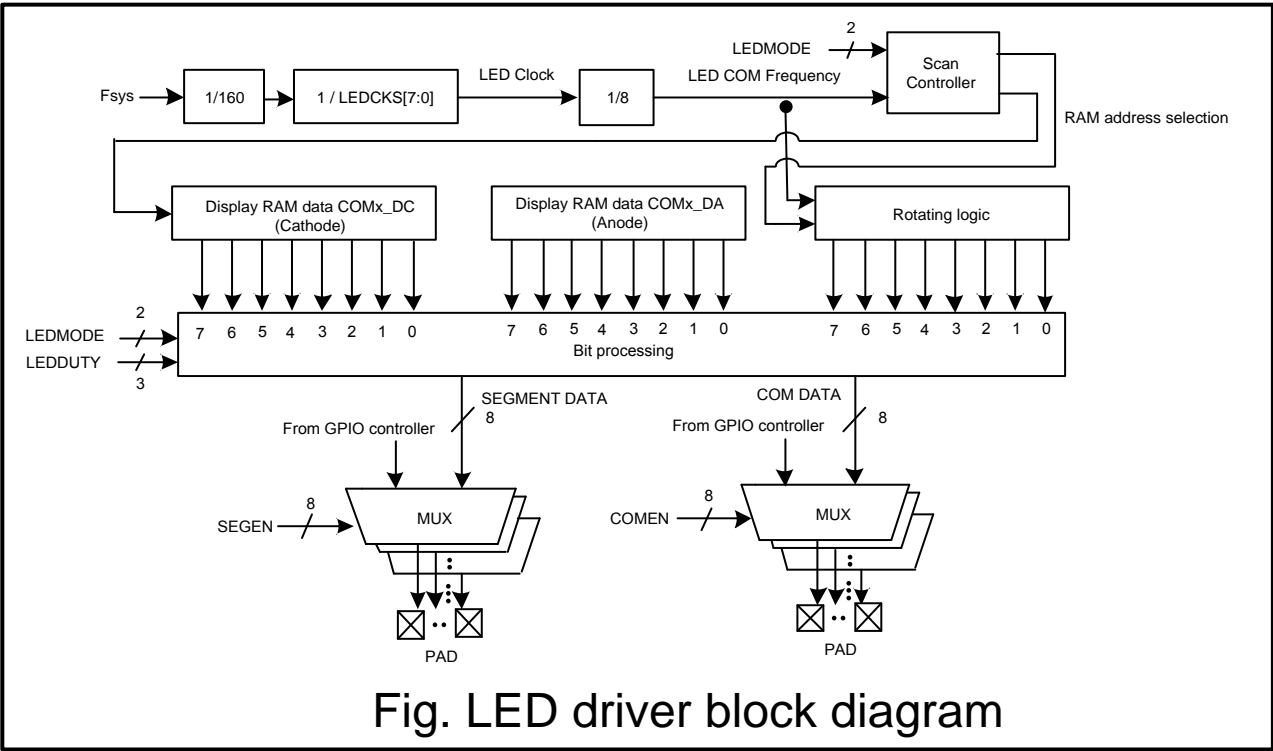 2
LEDMODE
Scan
Controller
LED Clock
LED COM Frequency
Fsys
1/160
1 / LEDCKS[7:0]
1/8
RAM address selection
Display RAM data COMx_DC
(Cathode)
Display RAM data COMx_DA
(Anode)
Rotating logic
2
LEDMODE
7 6 5 4 3 2 1 0
7 6 5 4 3 2 1 0
7 6 5 4 3 2 1 0
Bit processing
LEDDUTY
3
SEGMENT DATA
8
COM DATA
8
From GPIO controller
From GPIO controller
8
SEGEN
MUX
8
COMEN
MUX
PAD
PAD
Fig. LED driver block diagram